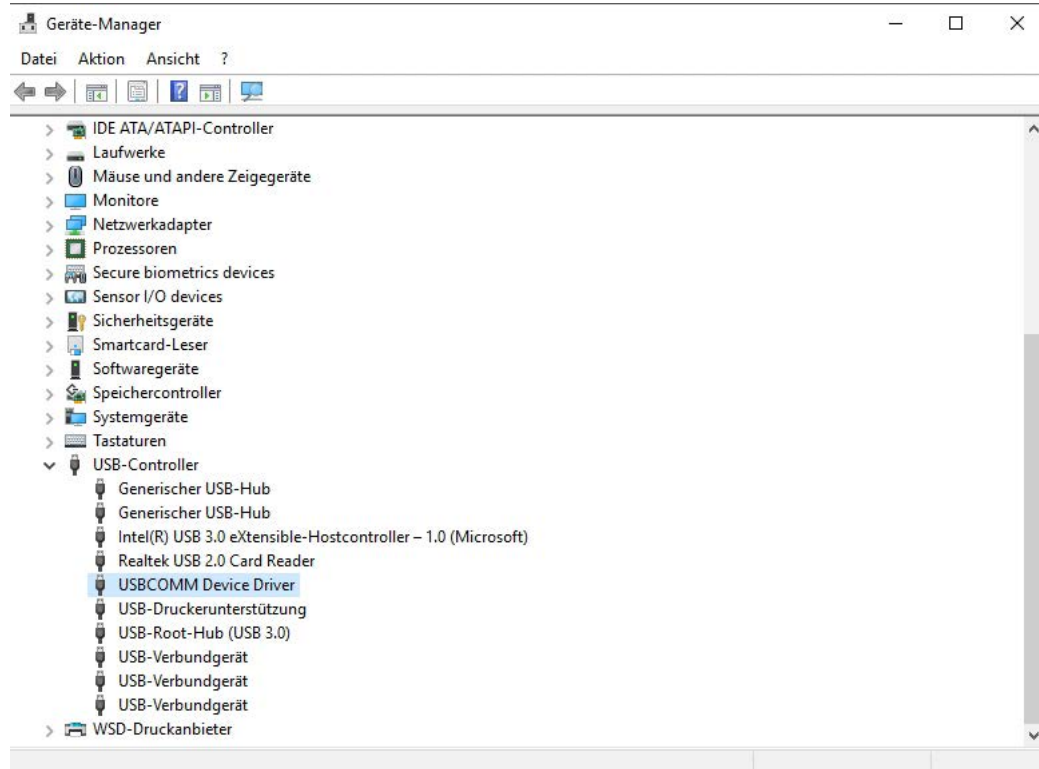 Geräte-Manager
Datei Aktion Ansicht ?
IDE ATA/ATAPI-Controller
Laufwerke
Mäuse und andere Zeigegeräte
Monitore
Netzwerkadapter
Prozessoren
Secure biometrics devices
Sensor I/O devices
Sicherheitsgeräte
Smartcard-Leser
Softwaregeräte
Speichercontroller
Systemgeräte
Tastaturen
USB-Controller
Generischer USB-Hub
Generischer USB-Hub
Intel(R) USB 3.0 eXtensible-Hostcontroller – 1.0 (Microsoft)
Realtek USB 2.0 Card Reader
USBCOMM Device Driver
USB-Druckerunterstützung
USB-Root-Hub (USB 3.0)
USB-Verbundgerät
USB-Verbundgerät
USB-Verbundgerät
WSD-Druckanbieter